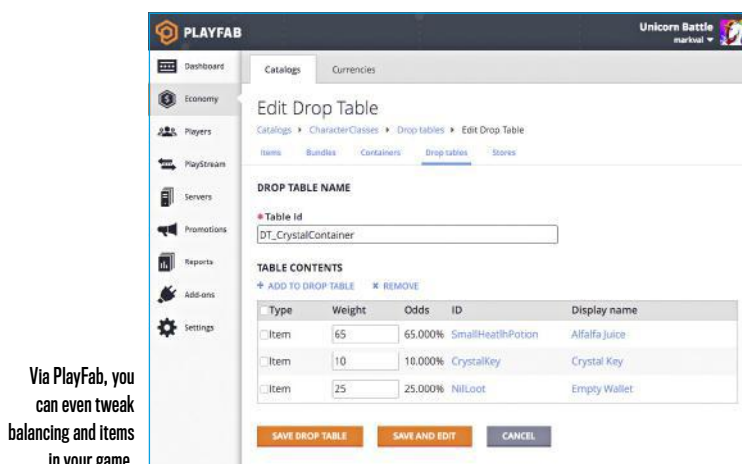 PLAYFAB
Unicorn Battle
markval
Dashboard
Economy
Players
PlayStream
Servers
Promotions
Reports
Add-ons
Settings
Catalogs Currencies
Edit Drop Table
Catalogs CharacterClasses Drop tables Edit Drop Table
Items Bundles Containers Drop tables Stores
DROP TABLE NAME
* Table Id
DT_CrystalContainer
TABLE CONTENTS
+ ADD TO DROP TABLE × REMOVE
Type Weight Odds ID Display name
Item 65 65.000% SmallHeatlhPotion Alfalfa Juice
Item 10 10.000% CrystalKey Crystal Key
Item 25 25.000% NilLoot Empty Wallet
SAVE DROP TABLE SAVE AND EDIT CANCEL
Via PlayFab, you
can even tweak
balancing and items
in your game.